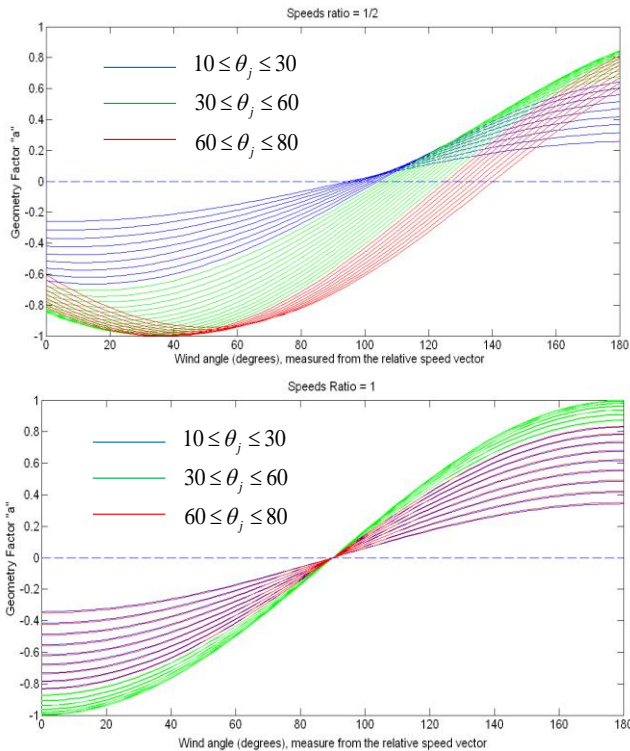 Speeds ratio = 1/2
1
0.8
0.6
0.4
0.2
0
-0.2
-0.4
-0.6
-0.8
-1
Geometry Factor "a"
10 ≤ θj ≤ 30
30 ≤ θj ≤ 60
60 ≤ θj ≤ 80
0 20 40 60 80 100 120 140 160 180
Wind angle (degrees), measured from the relative speed vector
Speeds Ratio = 1
1
0.8
0.6
0.4
0.2
0
-0.2
-0.4
-0.6
-0.8
-1
Geometry Factor "a"
10 ≤ θj ≤ 30
30 ≤ θj ≤ 60
60 ≤ θj ≤ 80
0 20 40 60 80 100 120 140 160 180
Wind angle (degrees), measure from the relative speed vector